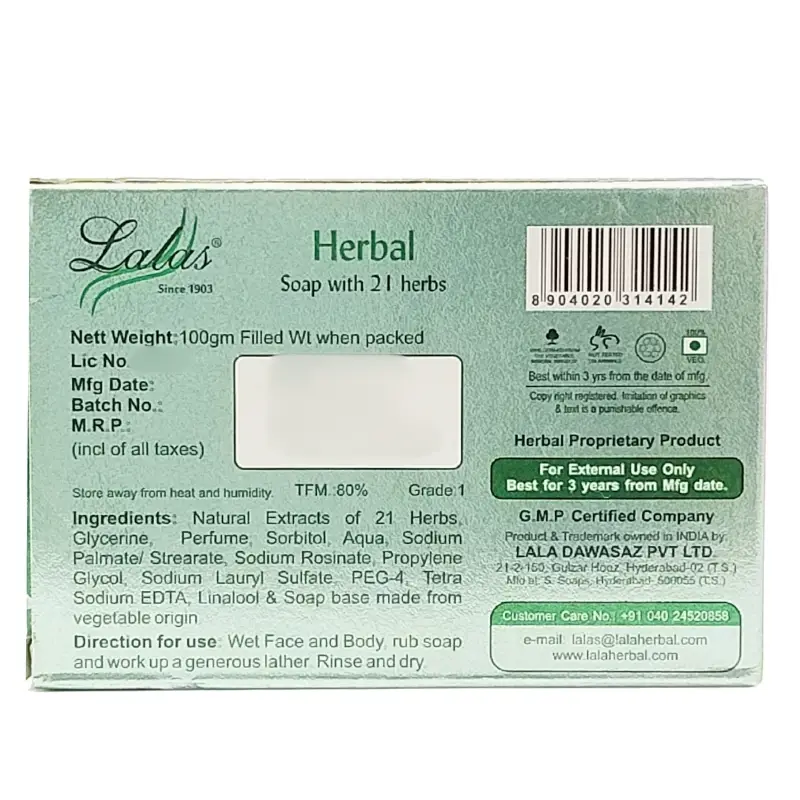 Lalas®
Since 1903
Herbal
Soap with 21 herbs
8 904020 314142
Nett Weight:100gm Filled Wt when packed
Lic No
Mfg Date:
Batch No.:
M.R.P.:
(incl of all taxes)
NOT TESTED
100%
VEG.
Best within 3 yrs from the date of mfg.
Copy right registered. Imitation of graphics
& text is a punishable offence.
Herbal Proprietary Product
For External Use Only
Best for 3 years from Mfg date.
Store away from heat and humidity. TFM.:80% Grade:1
Ingredients: Natural Extracts of 21 Herbs,
Glycerine, Perfume, Sorbitol, Aqua, Sodium
Palmate/ Strearate, Sodium Rosinate, Propylene
Glycol, Sodium Lauryl Sulfate, PEG-4, Tetra
Sodium EDTA, Linalool & Soap base made from
vegetable origin
Direction for use: Wet Face and Body, rub soap
and work up a generous lather. Rinse and dry.
G.M.P Certified Company
Product & Trademark owned in INDIA by:
LALA DAWASAZ PVT LTD.
21-2-150, Gulzar Houz, Hyderabad-02 (T.S.)
S. Soaps, Hyderabad- 500055 (T.S.)
Customer Care No.: +91 040 24520858
e-mail: lalas@lalaherbal.com
www.lalaherbal.com